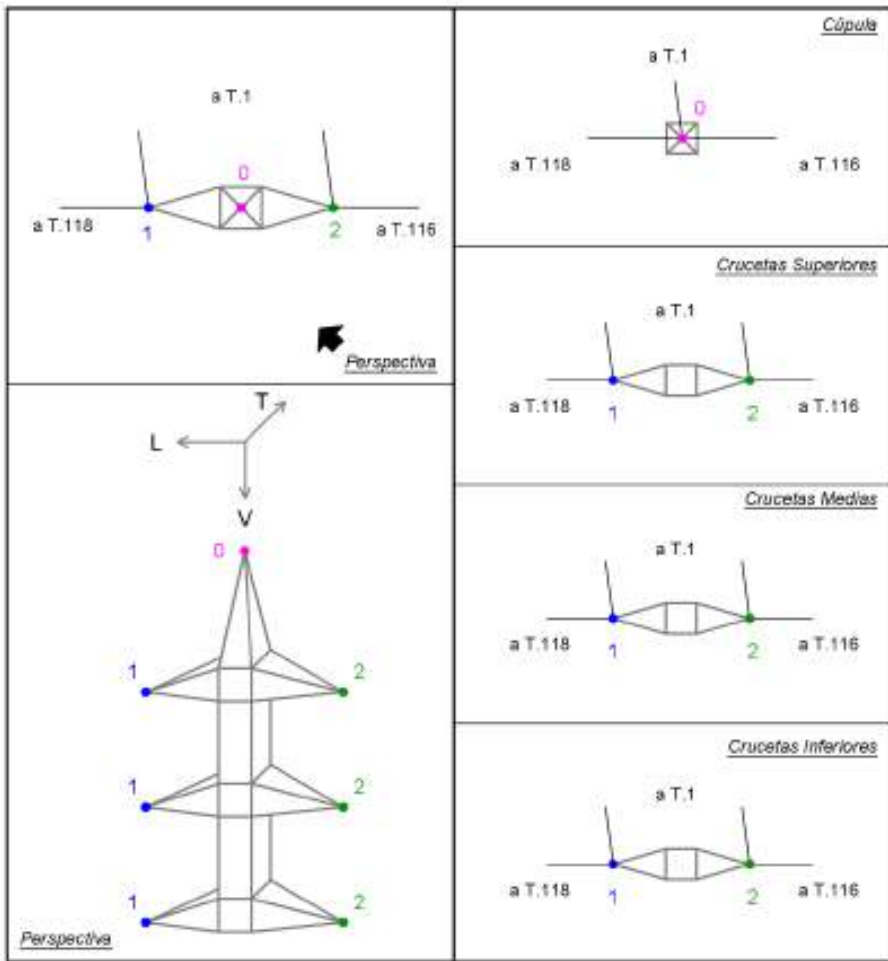 a T.1
0
a T.118
1
2
a T.116
Perspectiva
T
L
V
0
1
2
1
2
1
2
Perspectiva
Cúpula
a T.1
0
a T.118
a T.116
Crucetas Superiores
a T.1
a T.118
1
2
a T.116
Crucetas Medias
a T.1
a T.118
1
2
a T.116
Crucetas Inferiores
a T.1
a T.118
1
2
a T.116